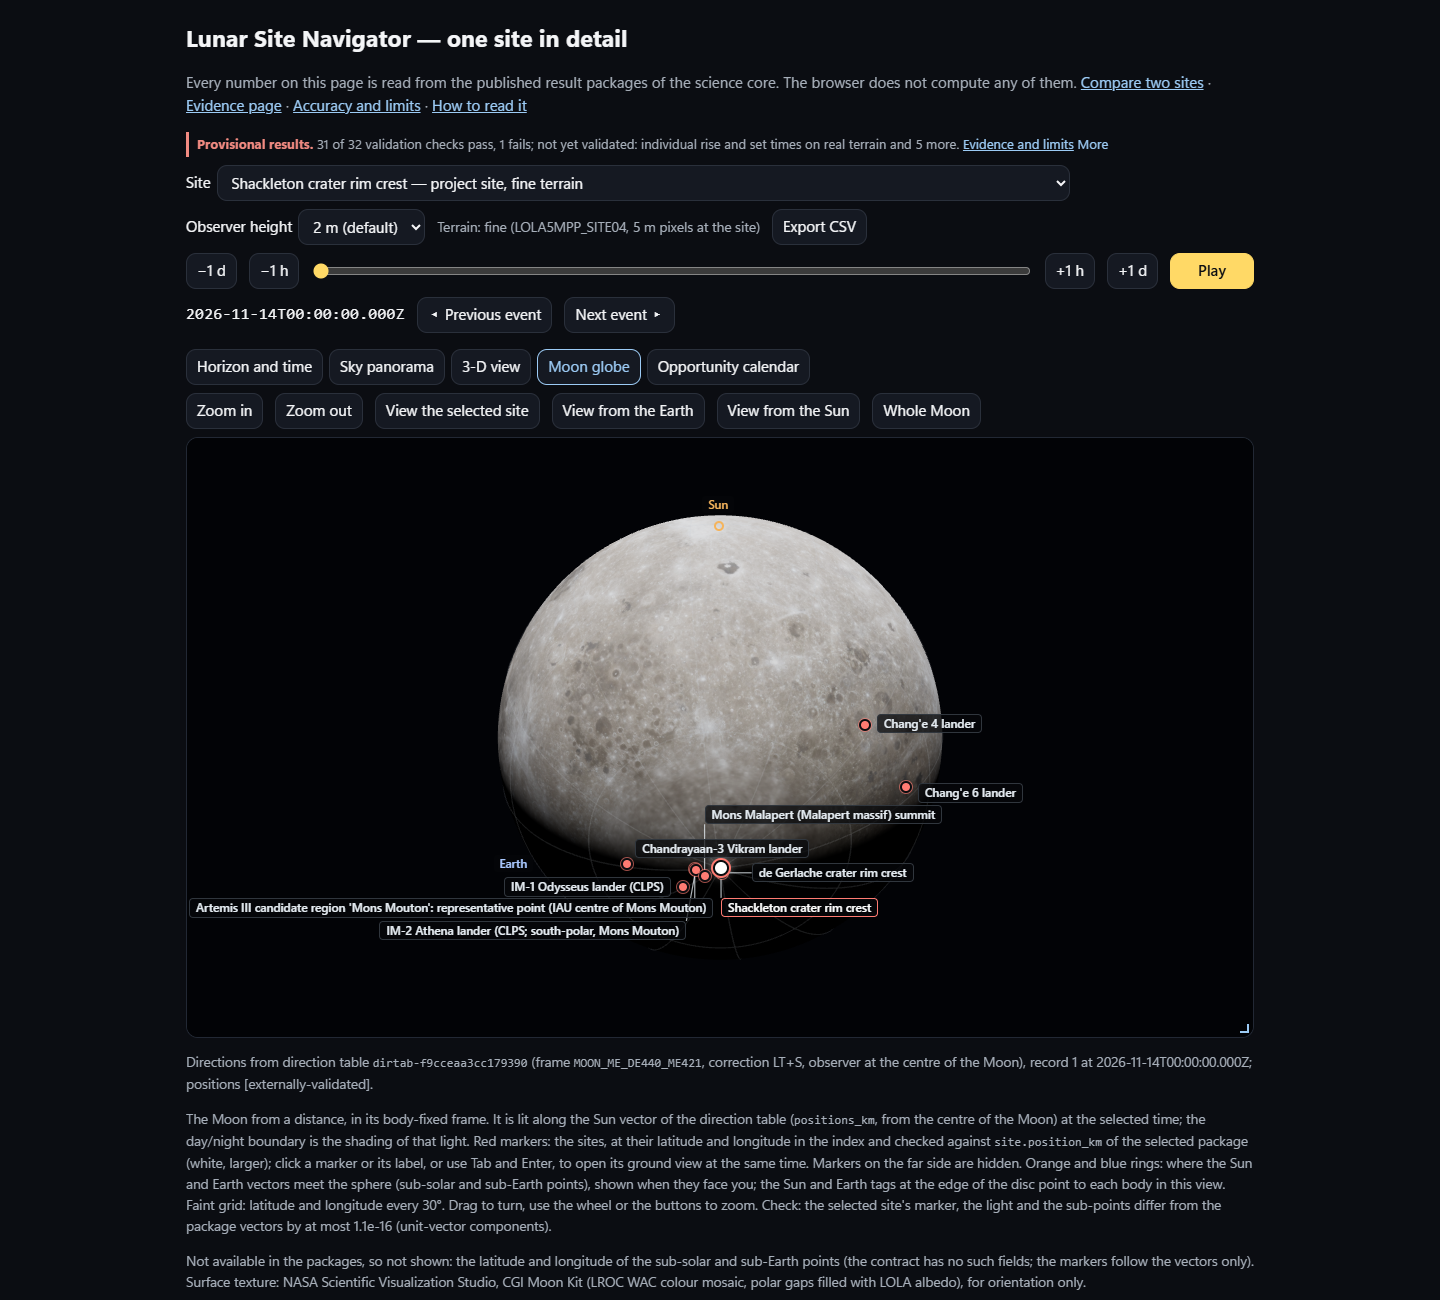 Lunar Site Navigator — one site in detail
Every number on this page is read from the published result packages of the science core. The browser does not compute any of them. Compare two sites ·
Evidence page · Accuracy and limits · How to read it
Provisional results. 31 of 32 validation checks pass, 1 fails; not yet validated: individual rise and set times on real terrain and 5 more. Evidence and limits More
Site Shackleton crater rim crest — project site, fine terrain
Observer height 2 m (default) Terrain: fine (LOLA5MPP_SITE04, 5 m pixels at the site) Export CSV
−1 d −1 h +1 h +1 d Play
2026-11-14T00:00:00.000Z ◂ Previous event Next event ▸
Horizon and time Sky panorama 3-D view Moon globe Opportunity calendar
Zoom in Zoom out View the selected site View from the Earth View from the Sun Whole Moon
Sun
Chang'e 4 lander
Chang'e 6 lander
Mons Malapert (Malapert massif) summit
Chandrayaan-3 Vikram lander
Earth
de Gerlache crater rim crest
IM-1 Odysseus lander (CLPS)
Artemis III candidate region 'Mons Mouton': representative point (IAU centre of Mons Mouton)
Shackleton crater rim crest
IM-2 Athena lander (CLPS; south-polar, Mons Mouton)
Directions from direction table dirtab-f9cceaa3cc179390 (frame MOON_ME_DE440_ME421, correction LT+S, observer at the centre of the Moon), record 1 at 2026-11-14T00:00:00.000Z;
positions [externally-validated].
The Moon from a distance, in its body-fixed frame. It is lit along the Sun vector of the direction table (positions_km, from the centre of the Moon) at the selected time; the
day/night boundary is the shading of that light. Red markers: the sites, at their latitude and longitude in the index and checked against site.position_km of the selected package
(white, larger); click a marker or its label, or use Tab and Enter, to open its ground view at the same time. Markers on the far side are hidden. Orange and blue rings: where the Sun
and Earth vectors meet the sphere (sub-solar and sub-Earth points), shown when they face you; the Sun and Earth tags at the edge of the disc point to each body in this view.
Faint grid: latitude and longitude every 30°. Drag to turn, use the wheel or the buttons to zoom. Check: the selected site's marker, the light and the sub-points differ from the
package vectors by at most 1.1e-16 (unit-vector components).
Not available in the packages, so not shown: the latitude and longitude of the sub-solar and sub-Earth points (the contract has no such fields; the markers follow the vectors only).
Surface texture: NASA Scientific Visualization Studio, CGI Moon Kit (LROC WAC colour mosaic, polar gaps filled with LOLA albedo), for orientation only.